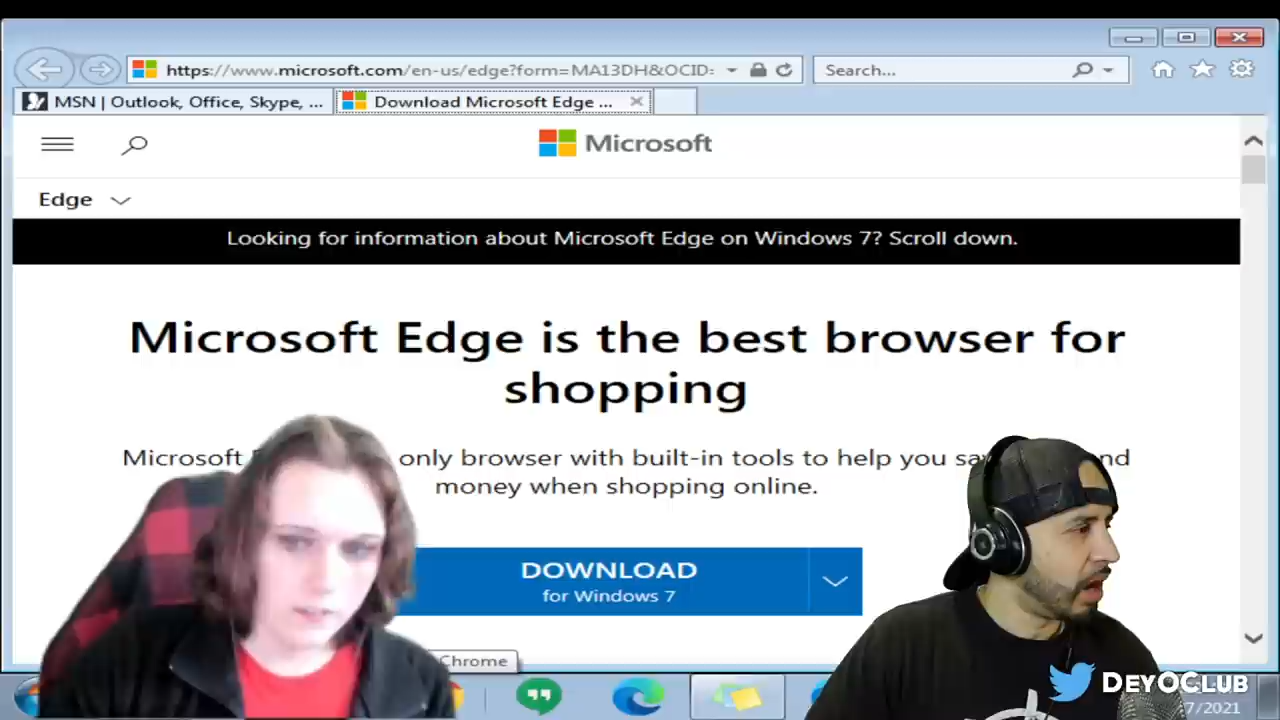 https://www.microsoft.com/en-us/edge?form=MA13DH&OCID=
Search...
MSN | Outlook, Office, Skype, ...
Download Microsoft Edge ...
Microsoft
Edge
Looking for information about Microsoft Edge on Windows 7? Scroll down.
Microsoft Edge is the best browser for
shopping
Microsoft only browser with built-in tools to help you
money when shopping online.
DOWNLOAD
for Windows 7
Chrome
DeyOClub
7/2021